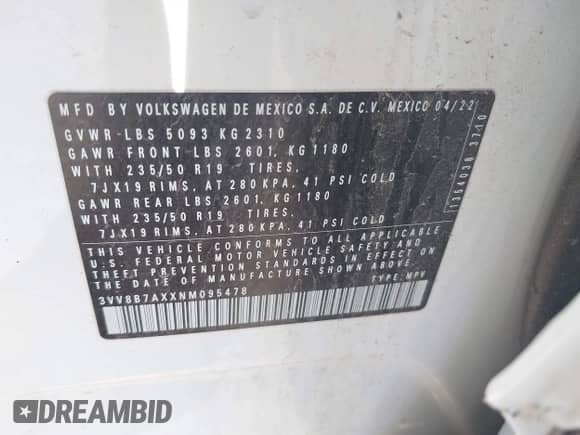 MFD BY VOLKSWAGEN DE MEXICO S.A. DE C.V. MEXICO 04/22
GVWR-LBS 5093 KG 2310
GAWR FRONT LBS 2601, KG 1180
WITH 235/50 R19 TIRES,
7JX19 RIMS, AT 280 KPA, 41 PSI COLD
GAWR REAR LBS 2601, KG 1180
WITH 235/50 R19 TIRES,
7JX19 RIMS, AT 280 KPA, 41 PSI COLD
THIS VEHICLE CONFORMS TO ALL APPLICABLE
U.S. FEDERAL MOTOR VEHICLE SAFETY AND
THEFT PREVENTION STANDARDS IN EFFECT ON
THE DATE OF MANUFACTURE SHOWN ABOVE.
3VV8B7AXXNM095478 TYPE: MPV
1354038 3710
DREAMBID